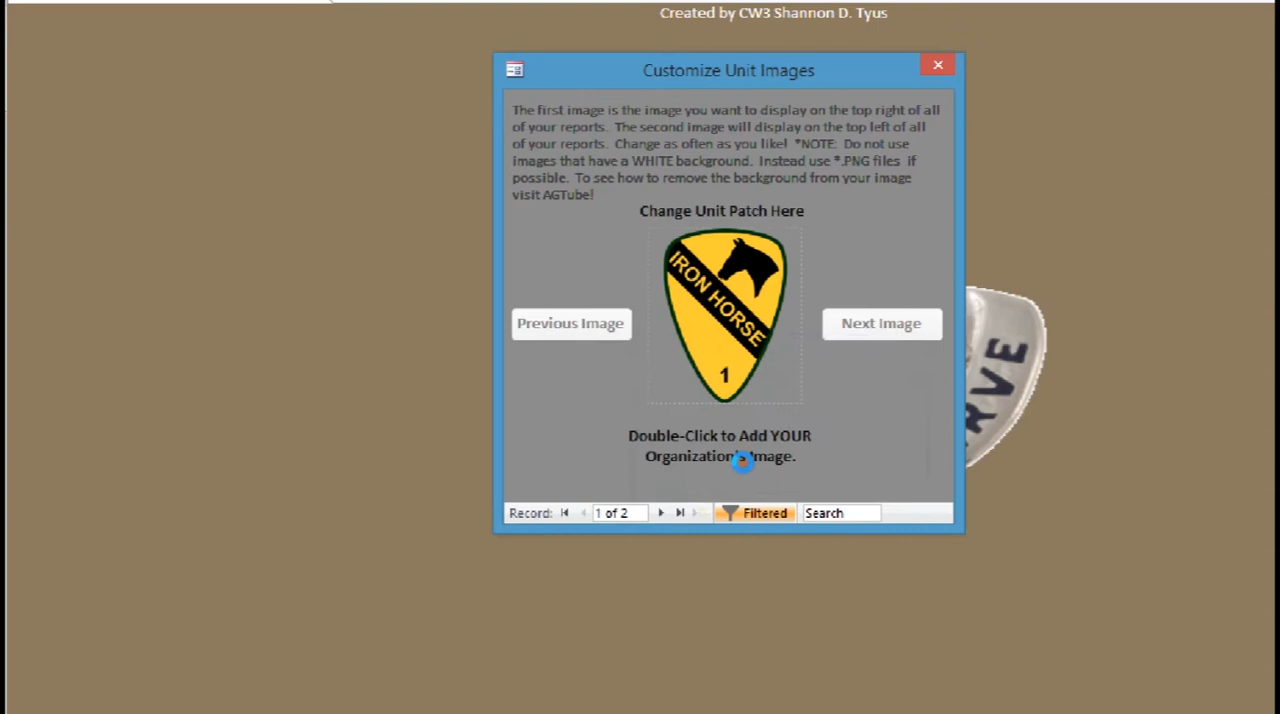 Created by CW3 Shannon D. Tyus
Customize Unit Images
The first image is the image you want to display on the top right of all
of your reports. The second image will display on the top left of all
of your reports. Change as often as you like! *NOTE: Do not use
images that have a WHITE background. Instead use *.PNG files if
possible. To see how to remove the background from your image
visit AGTube!
Change Unit Patch Here
IRON HORSE
1
Previous Image
Next Image
RVE
Double-Click to Add YOUR
Organization's Image.
Record: 1 of 2 Filtered Search